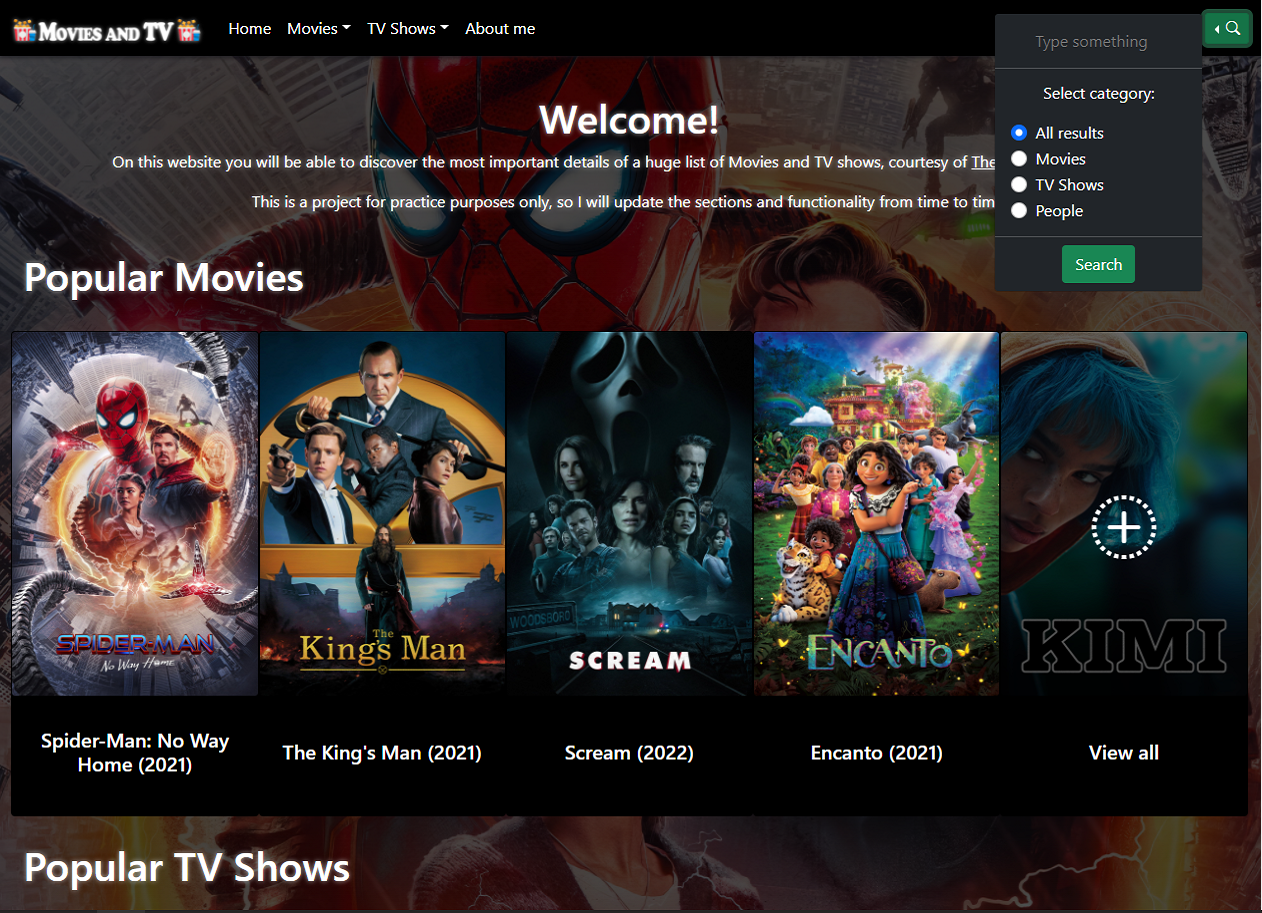 MOVIES AND TV
Home
Movies
TV Shows
About me
Type something
Select category:
All results
Movies
TV Shows
People
Search
Welcome!
On this website you will be able to discover the most important details of a huge list of Movies and TV shows, courtesy of The
This is a project for practice purposes only, so I will update the sections and functionality from time to tim
Popular Movies
SPIDER-MAN
No Way Home
The
King's Man
WOODSBORO
SCREAM
ENCANTO
KIMI
Spider-Man: No Way
Home (2021)
The King's Man (2021)
Scream (2022)
Encanto (2021)
View all
Popular TV Shows